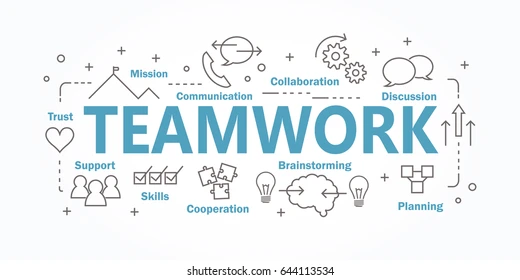 Mission
Collaboration
Communication
Discussion
Trust
TEAMWORK
Support
Brainstorming
Skills
Cooperation
Planning
shutterstock.com · 644113534